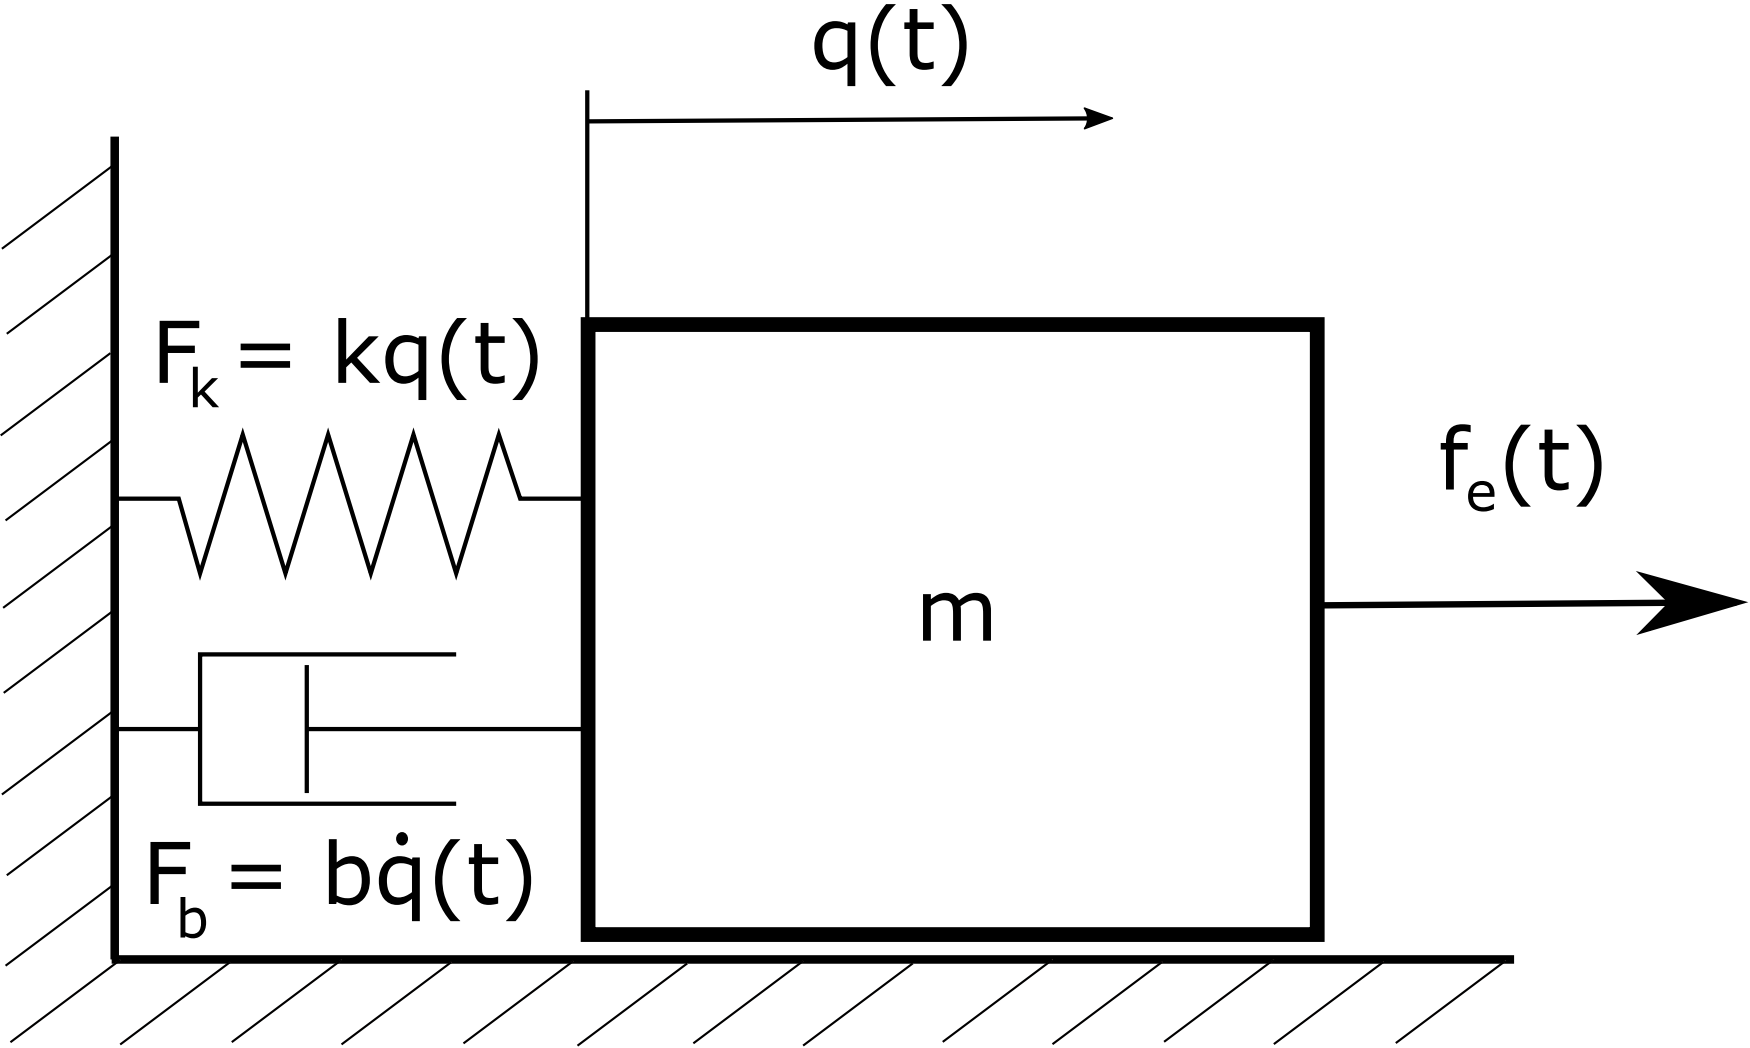 q(t)
F_k = kq(t)
f_e(t)
m
F_b = bq̇(t)